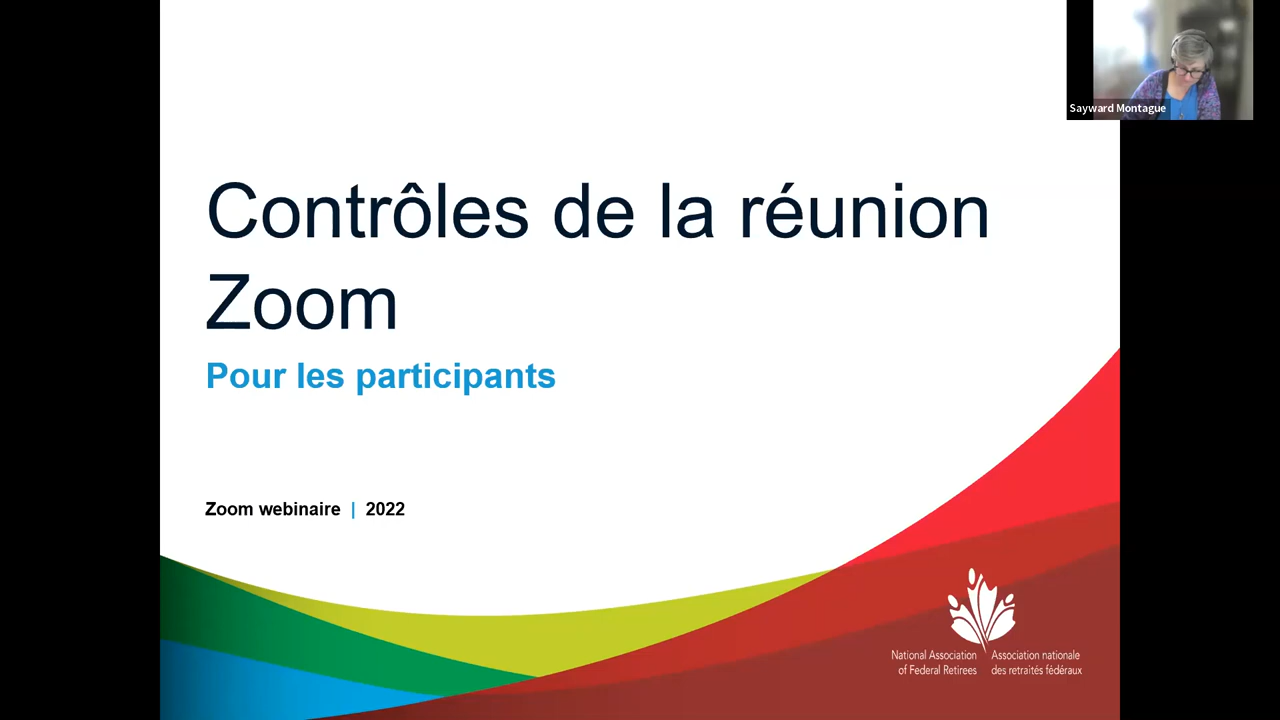 Sayward Montague
Contrôles de la réunion
Zoom
Pour les participants
Zoom webinaire | 2022
National Association
of Federal Retirees
Association nationale
des retraités fédéraux